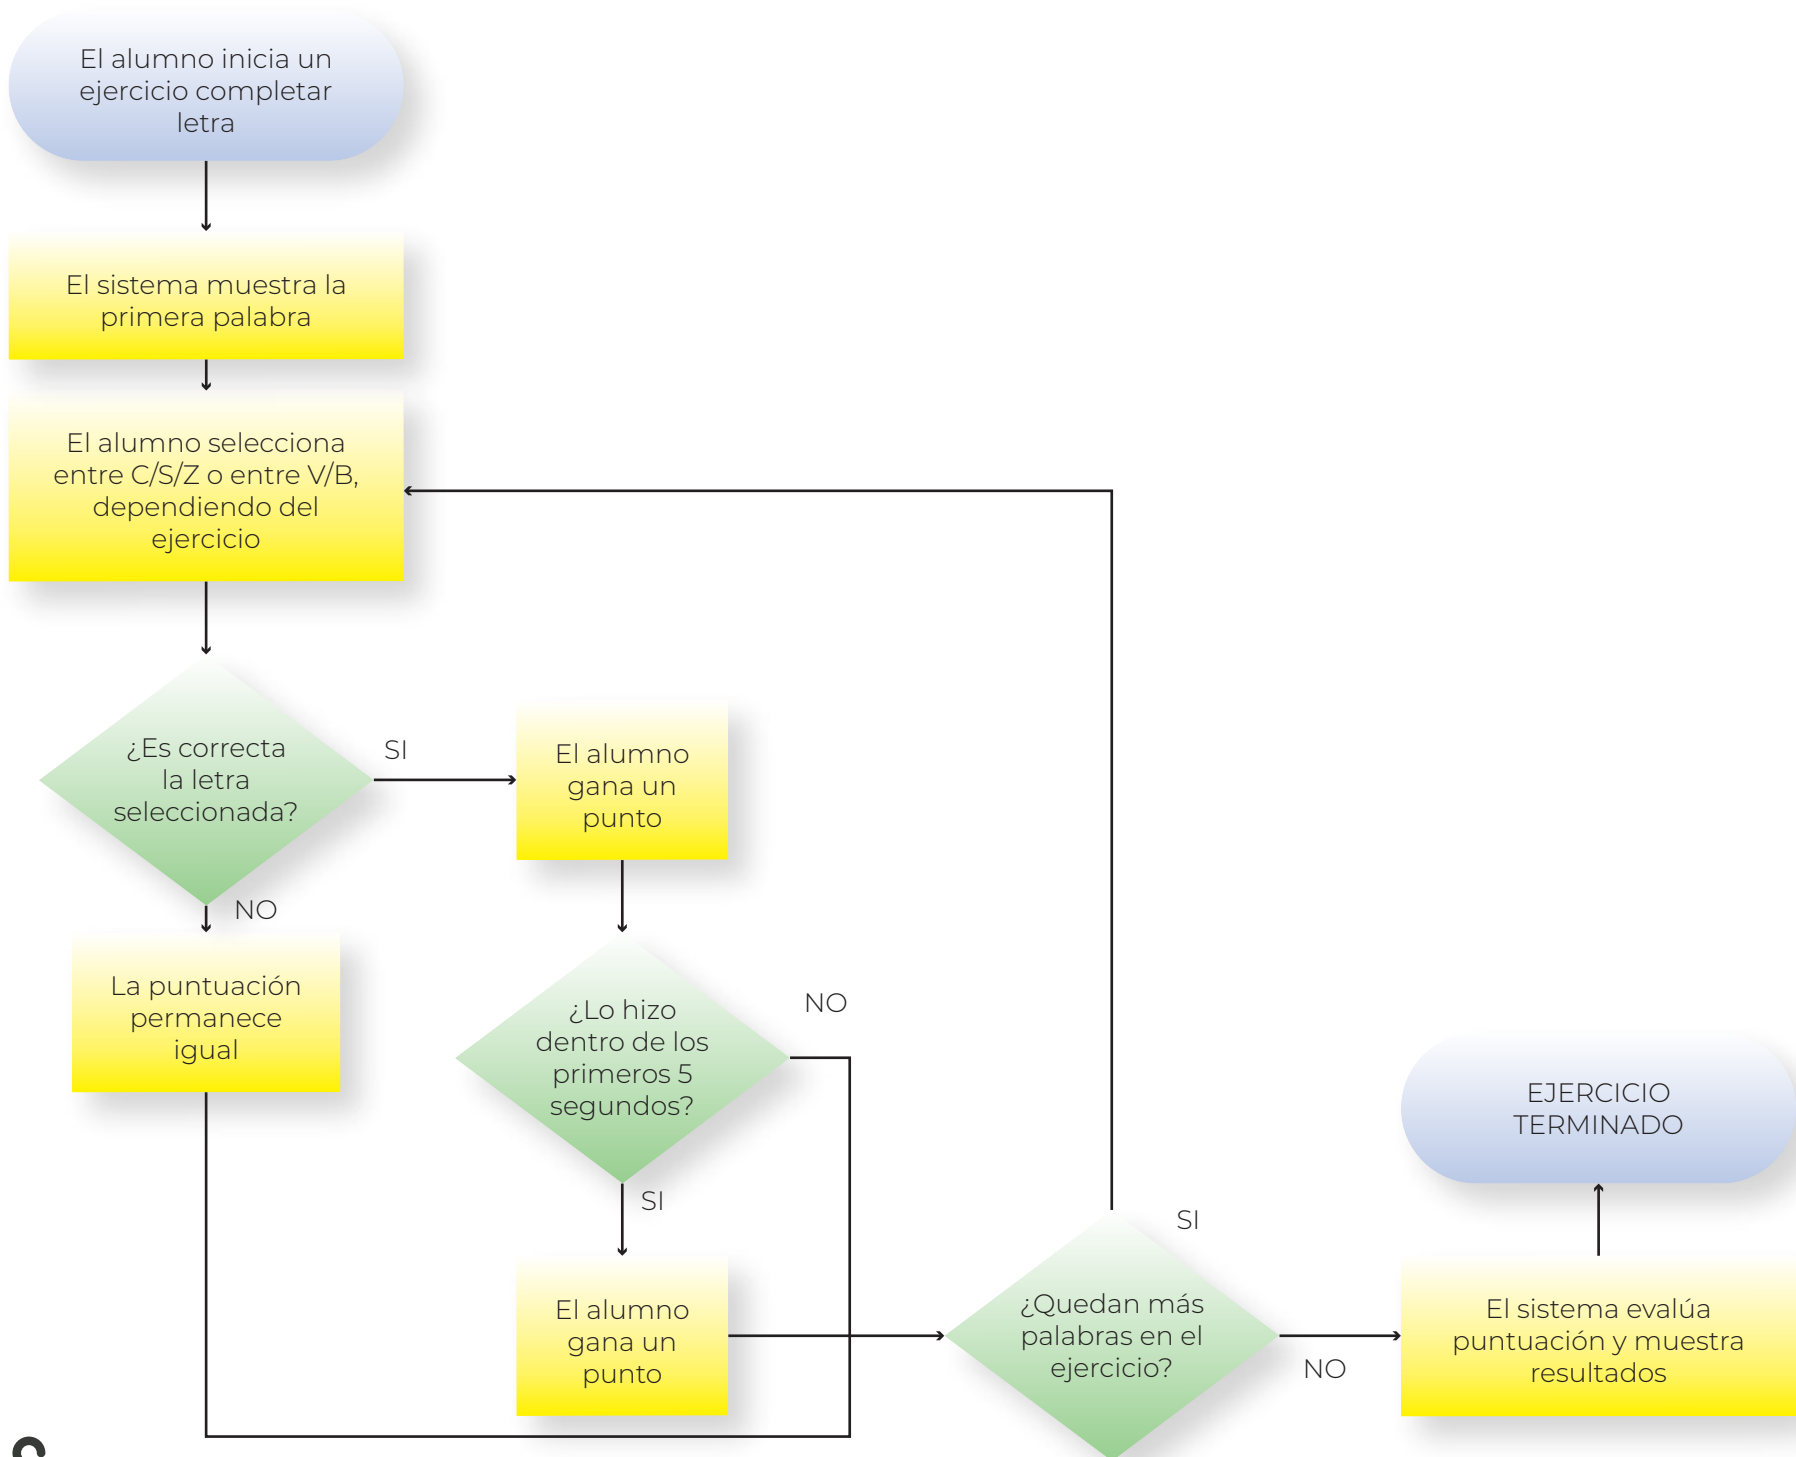 El alumno inicia un
ejercicio completar
letra
El sistema muestra la
primera palabra
El alumno selecciona
entre C/S/Z o entre V/B,
dependiendo del
ejercicio
¿Es correcta
la letra
seleccionada?
SI
El alumno
gana un
punto
NO
La puntuación
permanece
igual
¿Lo hizo
dentro de los
primeros 5
segundos?
NO
SI
El alumno
gana un
punto
¿Quedan más
palabras en el
ejercicio?
SI
NO
El sistema evalúa
puntuación y muestra
resultados
EJERCICIO
TERMINADO